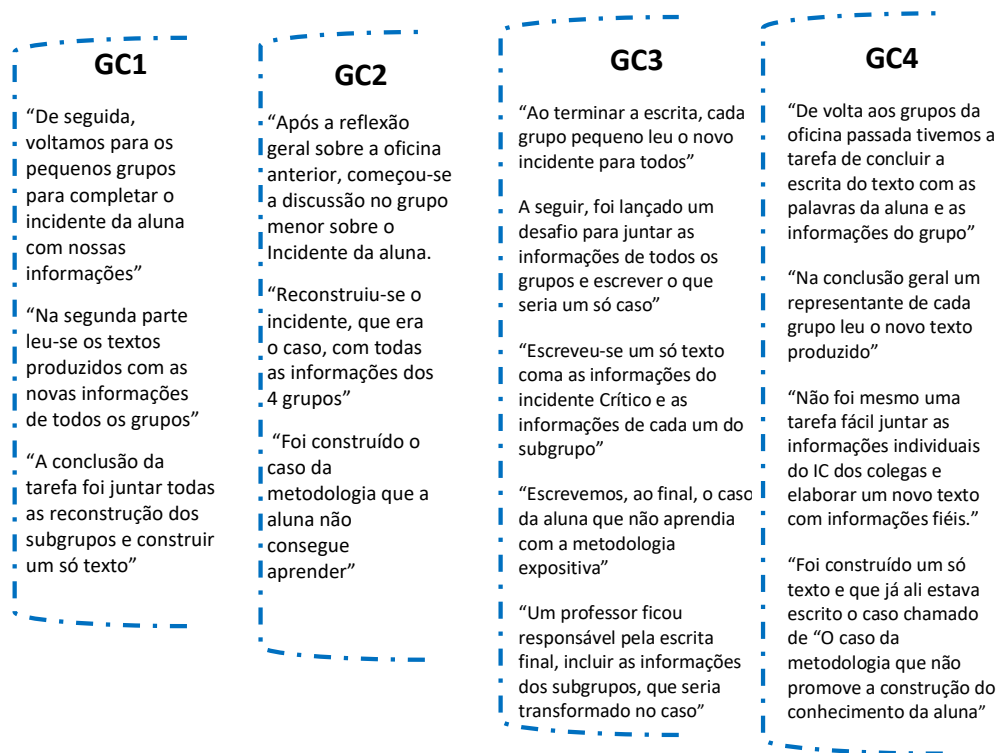 GC1
“De seguida,
voltamos para os
pequenos grupos
para completar o
incidente da aluna
com nossas
informações”
“Na segunda parte
leu-se os textos
produzidos com as
novas informações
de todos os grupos”
“A conclusão da
tarefa foi juntar todas
as reconstrução dos
subgrupos e construir
um só texto”
GC2
“Após a reflexão
geral sobre a oficina
anterior, começou-se
a discussão no grupo
menor sobre o
Incidente da aluna.
“Reconstruiu-se o
incidente, que era
o caso, com todas
as informações dos
4 grupos”
“Foi construído o
caso da
metodologia que a
aluna não
consegue
aprender”
GC3
“Ao terminar a escrita, cada
grupo pequeno leu o novo
incidente para todos”
A seguir, foi lançado um
desafio para juntar as
informações de todos os
grupos e escrever o que
seria um só caso”
“Escreveu-se um só texto
coma as informações do
incidente Crítico e as
informações de cada um do
subgrupo”
“Escrevemos, ao final, o caso
da aluna que não aprendia
com a metodologia
expositiva”
“Um professor ficou
responsável pela escrita
final, incluir as informações
dos subgrupos, que seria
transformado no caso”
GC4
“De volta aos grupos da
oficina passada tivemos a
tarefa de concluir a
escrita do texto com as
palavras da aluna e as
informações do grupo”
“Na conclusão geral um
representante de cada
grupo leu o novo texto
produzido”
“Não foi mesmo uma
tarefa fácil juntar as
informações individuais
do IC dos colegas e
elaborar um novo texto
com informações fiéis.”
“Foi construído um só
texto e que já ali estava
escrito o caso chamado
de “O caso da
metodologia que não
promove a construção do
conhecimento da aluna”